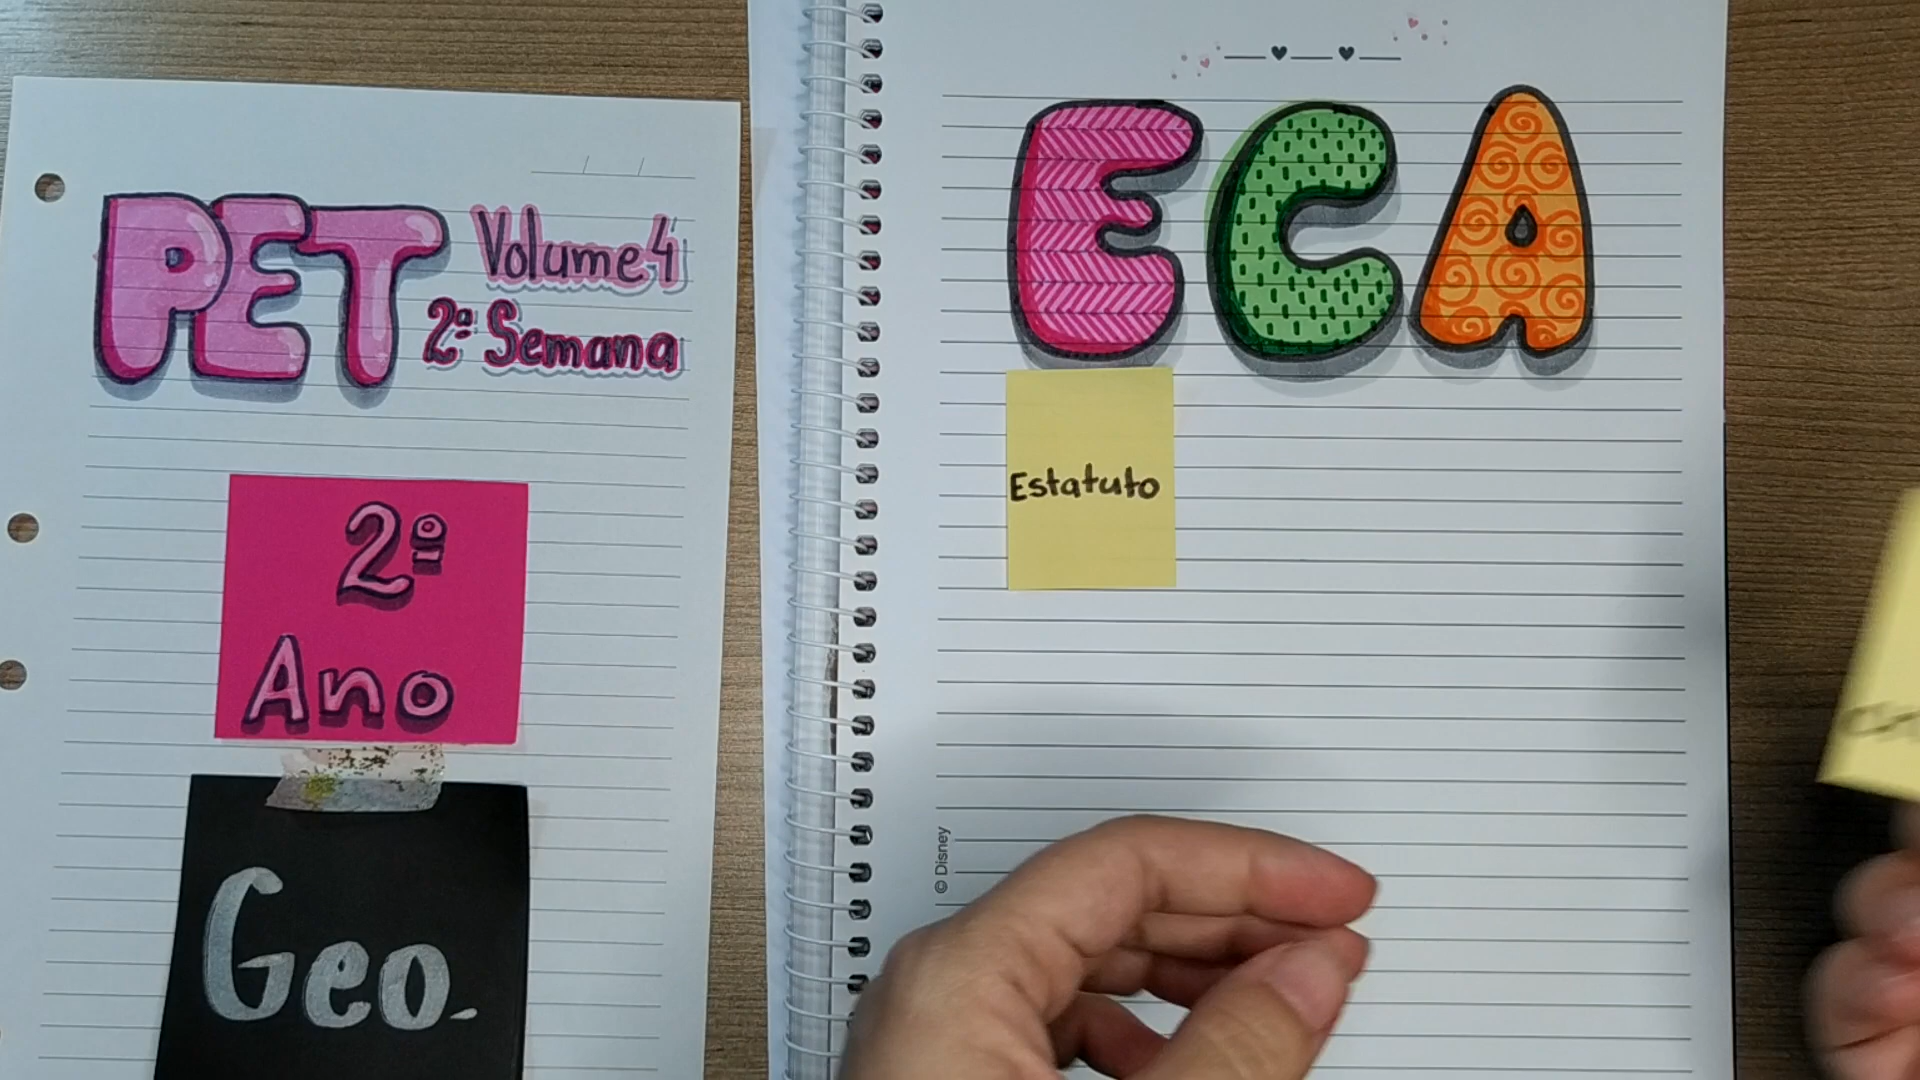 PET Volume 4
2ª Semana
2º
Ano
Geo.
ECA
Estatuto
© Disney